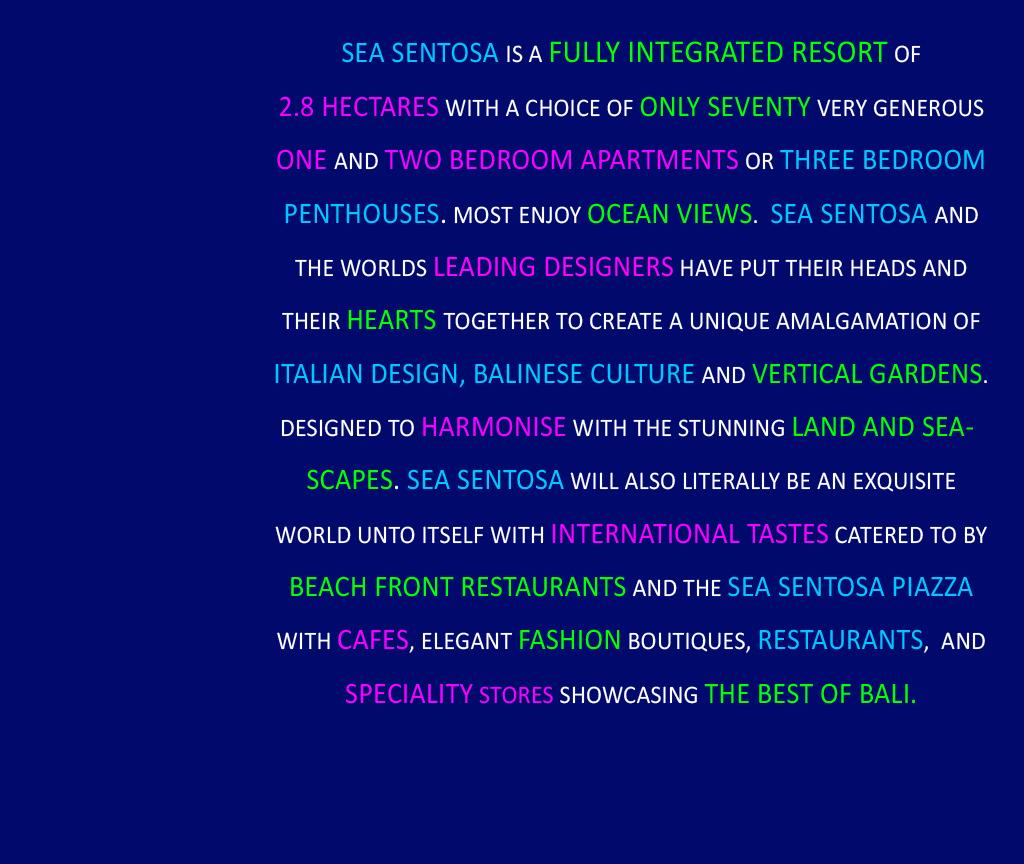 SEA SENTOSA IS A FULLY INTEGRATED RESORT OF
2.8 HECTARES WITH A CHOICE OF ONLY SEVENTY VERY GENEROUS
ONE AND TWO BEDROOM APARTMENTS OR THREE BEDROOM
PENTHOUSES. MOST ENJOY OCEAN VIEWS. SEA SENTOSA AND
THE WORLDS LEADING DESIGNERS HAVE PUT THEIR HEADS AND
THEIR HEARTS TOGETHER TO CREATE A UNIQUE AMALGAMATION OF
ITALIAN DESIGN, BALINESE CULTURE AND VERTICAL GARDENS.
DESIGNED TO HARMONISE WITH THE STUNNING LAND AND SEA-
SCAPES. SEA SENTOSA WILL ALSO LITERALLY BE AN EXQUISITE
WORLD UNTO ITSELF WITH INTERNATIONAL TASTES CATERED TO BY
BEACH FRONT RESTAURANTS AND THE SEA SENTOSA PIAZZA
WITH CAFES, ELEGANT FASHION BOUTIQUES, RESTAURANTS, AND
SPECIALITY STORES SHOWCASING THE BEST OF BALI.